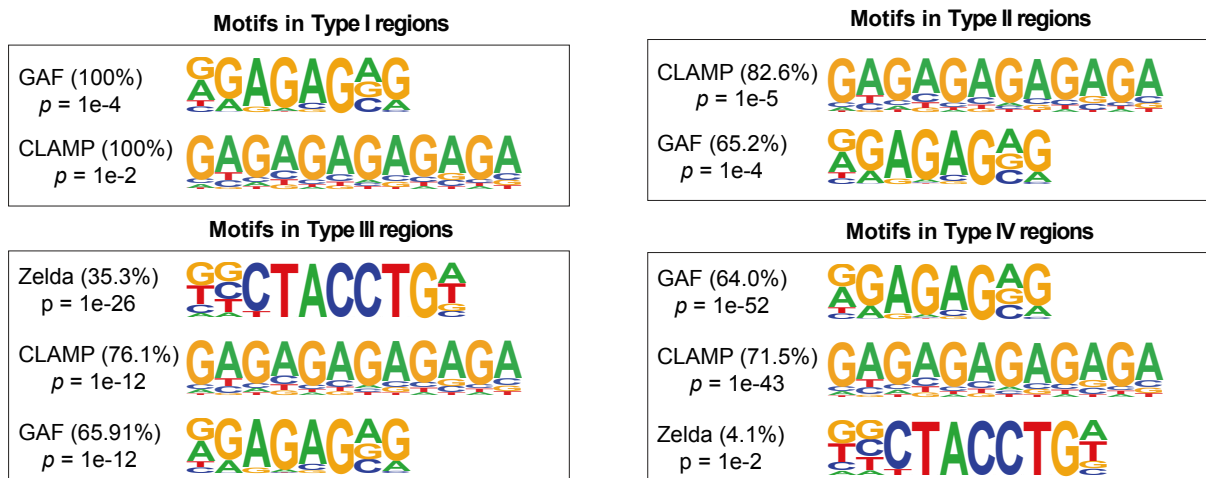 Motifs in Type I regions
GAF (100%)
p = 1e-4
CLAMP (100%)
p = 1e-2
Motifs in Type II regions
CLAMP (82.6%)
p = 1e-5
GAF (65.2%)
p = 1e-4
Motifs in Type III regions
Zelda (35.3%)
p = 1e-26
CLAMP (76.1%)
p = 1e-12
GAF (65.91%)
p = 1e-12
Motifs in Type IV regions
GAF (64.0%)
p = 1e-52
CLAMP (71.5%)
p = 1e-43
Zelda (4.1%)
p = 1e-2